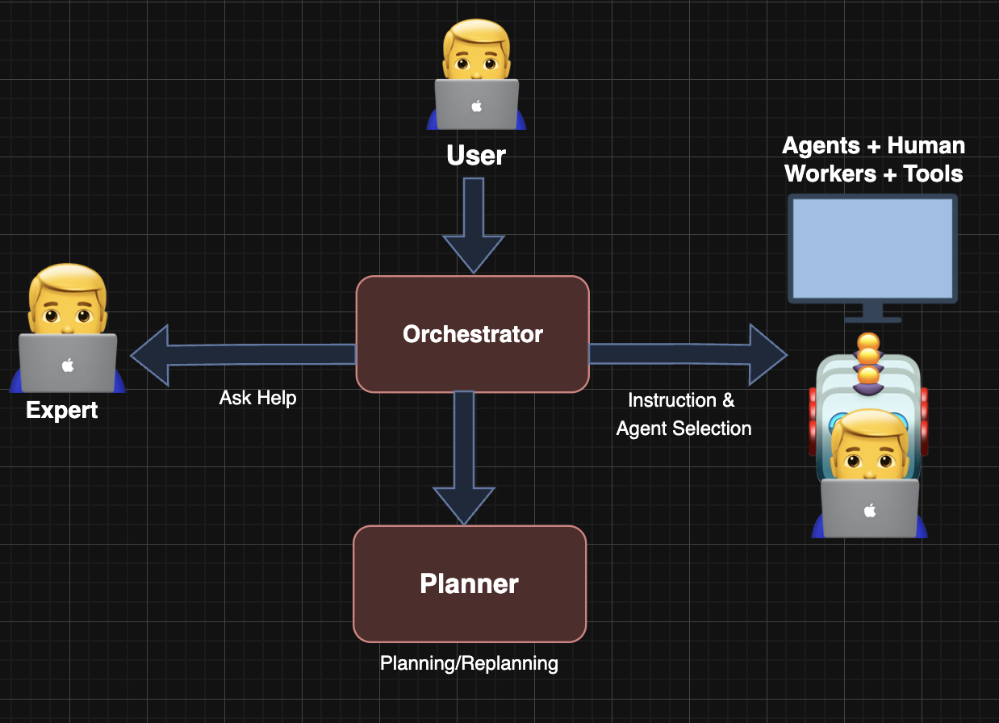 User
Agents + Human
Workers + Tools
Orchestrator
Expert
Ask Help
Instruction &
Agent Selection
Planner
Planning/Replanning